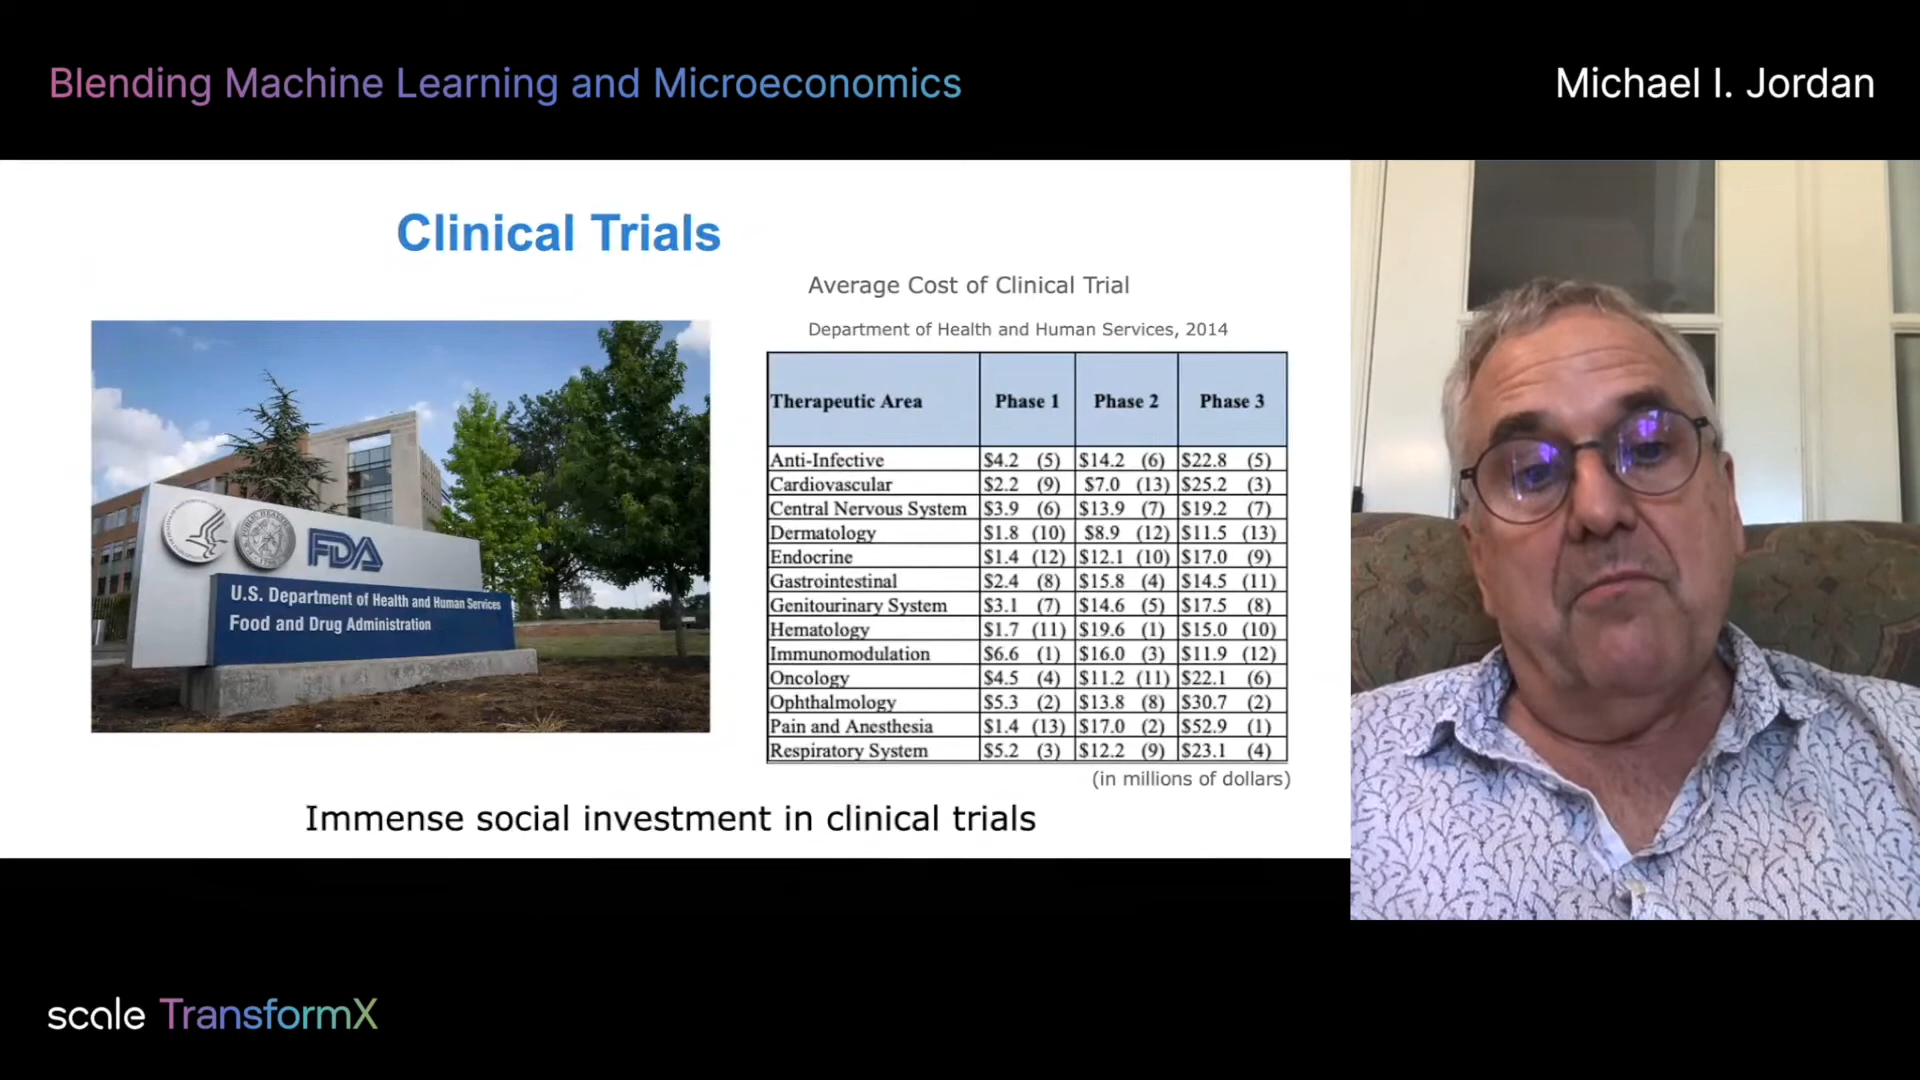 Blending Machine Learning and Microeconomics
Michael I. Jordan
Clinical Trials
Average Cost of Clinical Trial
Department of Health and Human Services, 2014
FDA
U.S. Department of Health and Human Services
Food and Drug Administration
Therapeutic Area Phase 1 Phase 2 Phase 3
Anti-Infective $4.2 (5) $14.2 (6) $22.8 (5)
Cardiovascular $2.2 (9) $7.0 (13) $25.2 (3)
Central Nervous System $3.9 (6) $13.9 (7) $19.2 (7)
Dermatology $1.8 (10) $8.9 (12) $11.5 (13)
Endocrine $1.4 (12) $12.1 (10) $17.0 (9)
Gastrointestinal $2.4 (8) $15.8 (4) $14.5 (11)
Genitourinary System $3.1 (7) $14.6 (5) $17.5 (8)
Hematology $1.7 (11) $19.6 (1) $15.0 (10)
Immunomodulation $6.6 (1) $16.0 (3) $11.9 (12)
Oncology $4.5 (4) $11.2 (11) $22.1 (6)
Ophthalmology $5.3 (2) $13.8 (8) $30.7 (2)
Pain and Anesthesia $1.4 (13) $17.0 (2) $52.9 (1)
Respiratory System $5.2 (3) $12.2 (9) $23.1 (4)
(in millions of dollars)
Immense social investment in clinical trials
scale TransformX